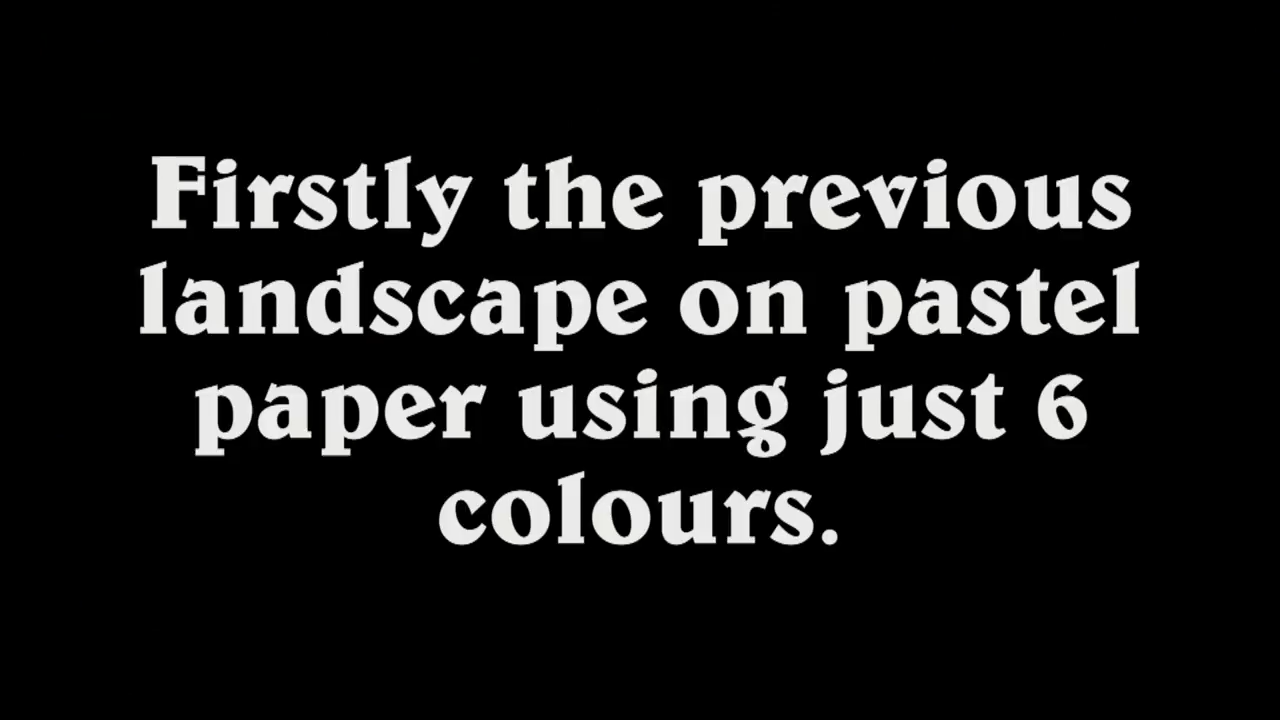 Firstly the previous
landscape on pastel
paper using just 6
colours.